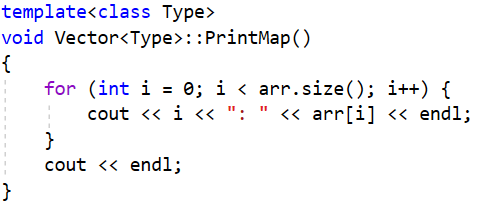 template<class Type>
void Vector<Type>::PrintMap()
{
    for (int i = 0; i < arr.size(); i++) {
        cout << i << ": " << arr[i] << endl;
    }
    cout << endl;
}